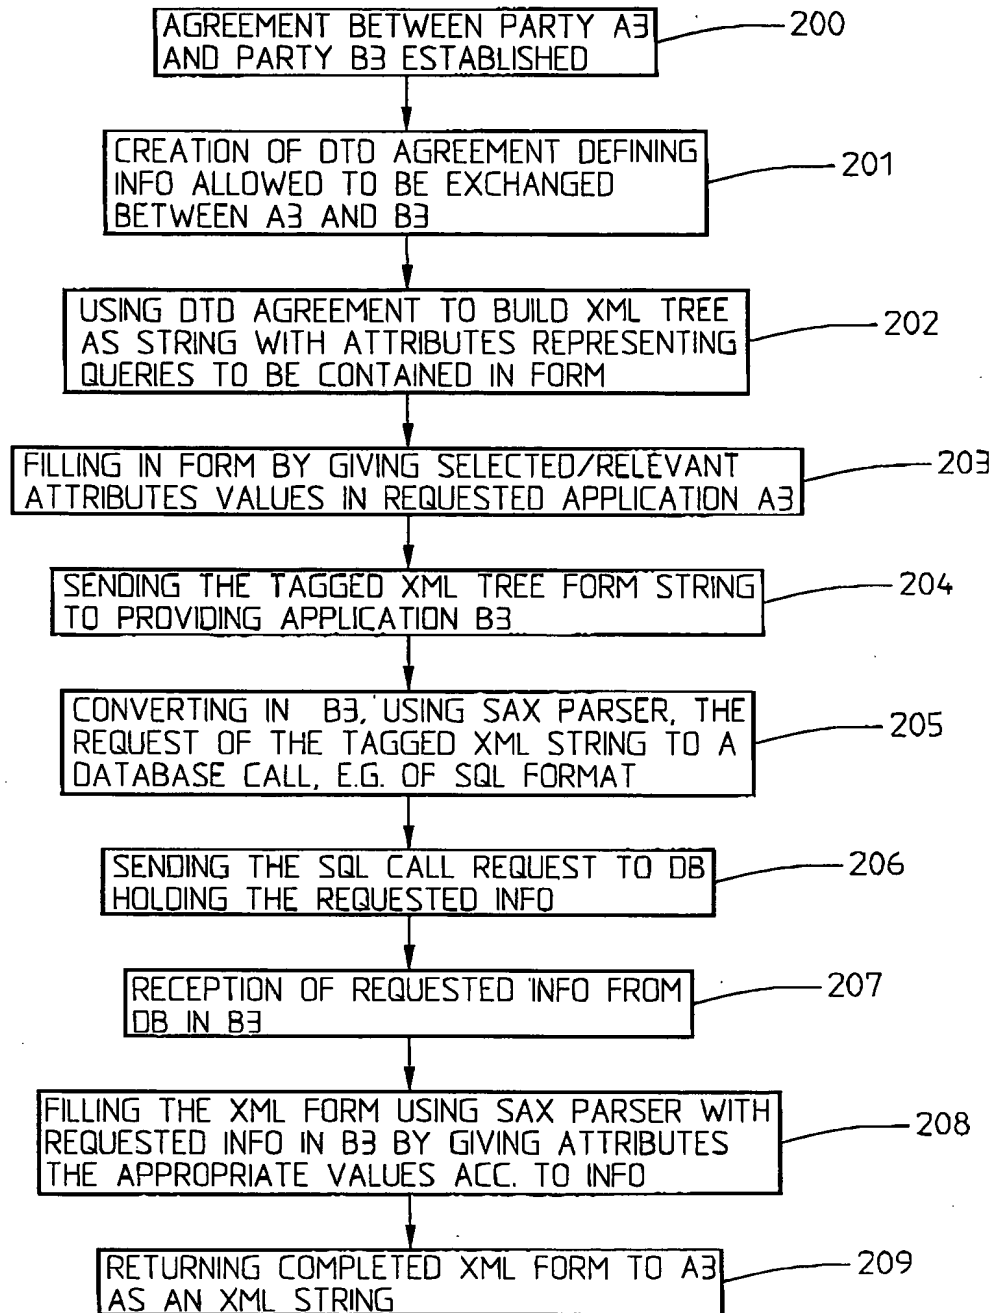 AGREEMENT BETWEEN PARTY A3
AND PARTY B3 ESTABLISHED
200
CREATION OF DTD AGREEMENT DEFINING
INFO ALLOWED TO BE EXCHANGED
BETWEEN A3 AND B3
201
USING DTD AGREEMENT TO BUILD XML TREE
AS STRING WITH ATTRIBUTES REPRESENTING
QUERIES TO BE CONTAINED IN FORM
202
FILLING IN FORM BY GIVING SELECTED/RELEVANT
ATTRIBUTES VALUES IN REQUESTED APPLICATION A3
203
SENDING THE TAGGED XML TREE FORM STRING
TO PROVIDING APPLICATION B3
204
CONVERTING IN B3, USING SAX PARSER, THE
REQUEST OF THE TAGGED XML STRING TO A
DATABASE CALL, E.G. OF SQL FORMAT
205
SENDING THE SQL CALL REQUEST TO DB
HOLDING THE REQUESTED INFO
206
RECEPTION OF REQUESTED INFO FROM
DB IN B3
207
FILLING THE XML FORM USING SAX PARSER WITH
REQUESTED INFO IN B3 BY GIVING ATTRIBUTES
THE APPROPRIATE VALUES ACC. TO INFO
208
RETURNING COMPLETED XML FORM TO A3
AS AN XML STRING
209